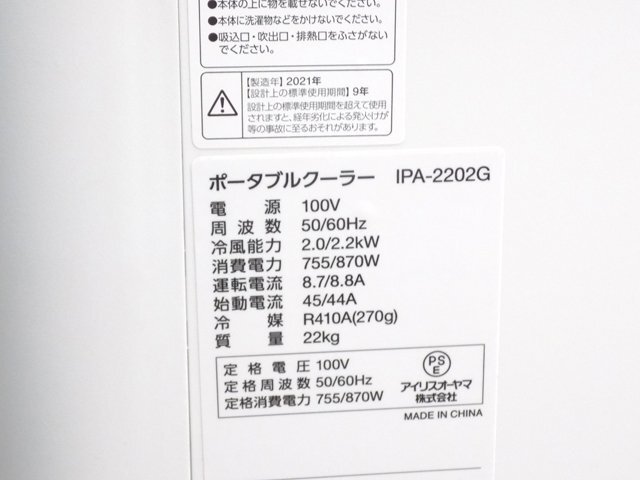 ●本体の上に物を載せないでください。
●本体に洗濯物などをかけないでください。
●吸込口・吹出口・排熱口をふさがない
でください。
【製造年】2021年
【設計上の標準使用期間】9年
設計上の標準使用期間を超えて使用
されますと、経年劣化による発火・けが
等の事故に至るおそれがあります。
ポータブルクーラー IPA-2202G
電源 100V
周波数 50/60Hz
冷風能力 2.0/2.2kW
消費電力 755/870W
運転電流 8.7/8.8A
始動電流 45/44A
冷媒 R410A(270g)
質量 22kg
定格電圧 100V
定格周波数 50/60Hz
定格消費電力 755/870W
PS
E
アイリスオーヤマ
株式会社
MADE IN CHINA